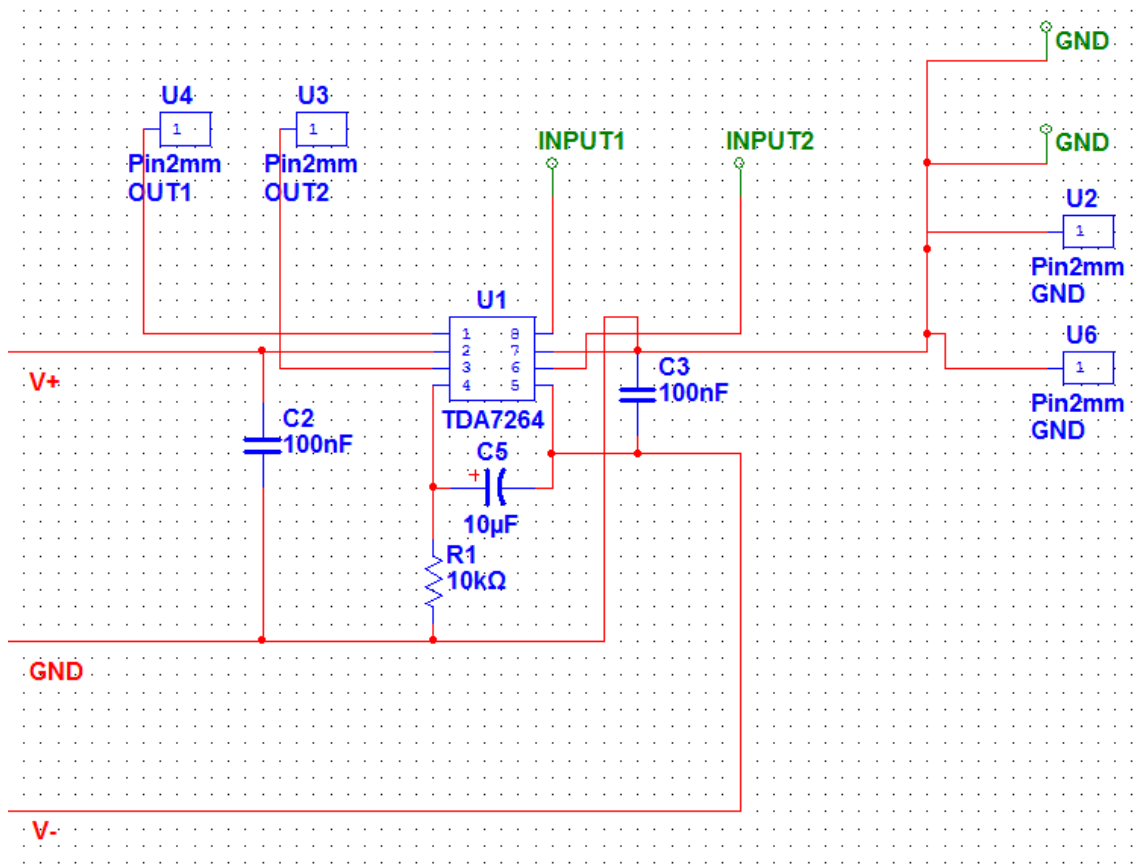 GND
U4
U3
1
1
INPUT1
INPUT2
GND
Pin2mm
OUT1
Pin2mm
OUT2
U2
1
Pin2mm
GND
U1
1
8
2
7
3
6
4
5
TDA7264
U6
1
Pin2mm
GND
V+
C3
100nF
C2
100nF
C5
+
10µF
R1
10kΩ
GND
V-